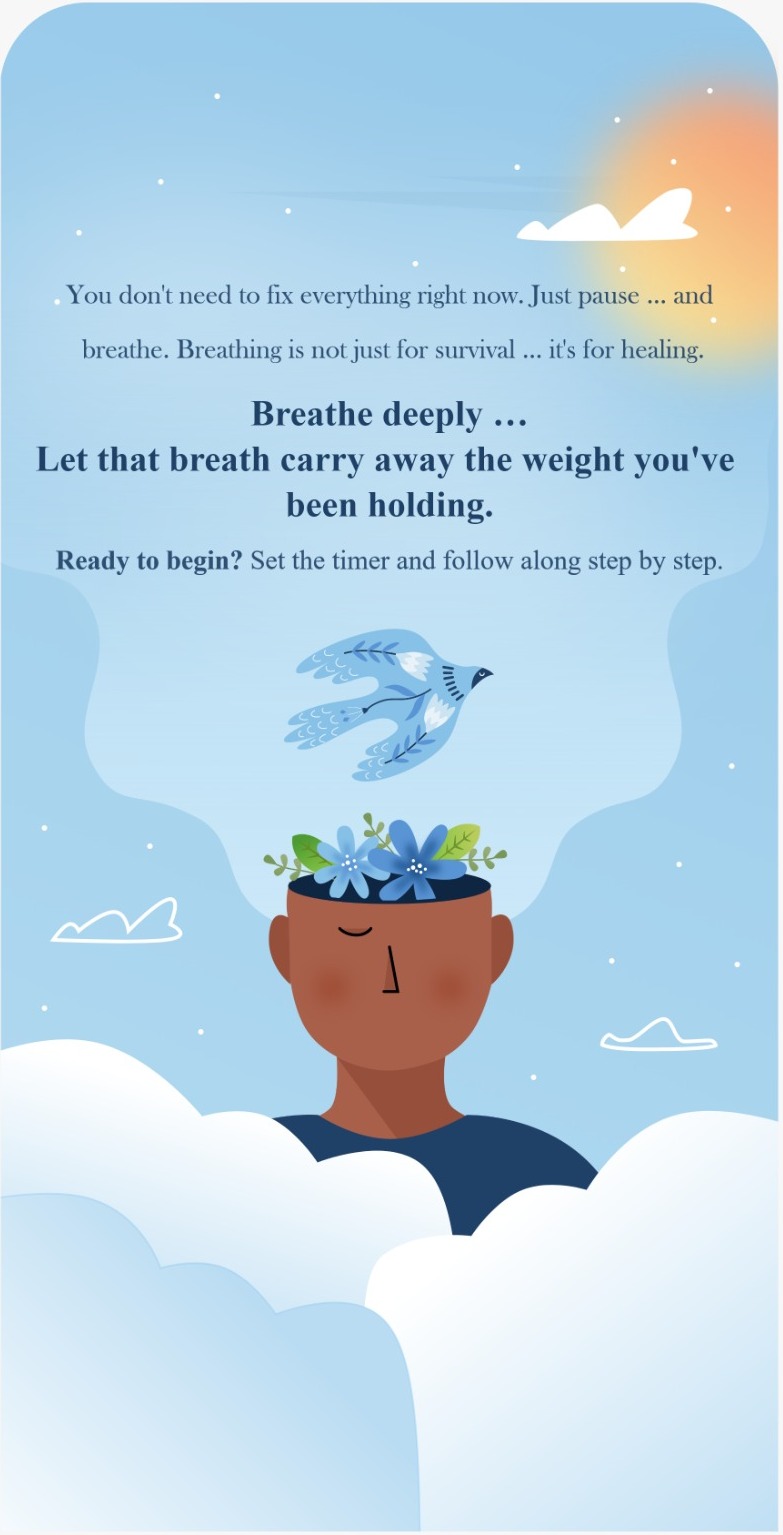 You don't need to fix everything right now. Just pause ... and
breathe. Breathing is not just for survival ... it's for healing.
Breathe deeply …
Let that breath carry away the weight you've
been holding.
Ready to begin? Set the timer and follow along step by step.